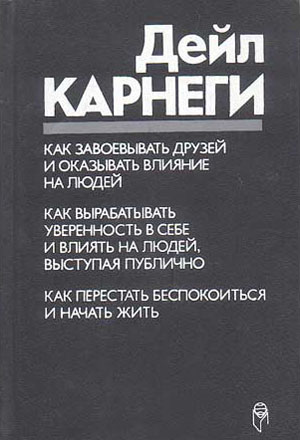 Дейл
КАРНЕГИ
КАК ЗАВОЕВЫВАТЬ ДРУЗЕЙ
И ОКАЗЫВАТЬ ВЛИЯНИЕ
НА ЛЮДЕЙ
КАК ВЫРАБАТЫВАТЬ
УВЕРЕННОСТЬ В СЕБЕ
И ВЛИЯТЬ НА ЛЮДЕЙ,
ВЫСТУПАЯ ПУБЛИЧНО
КАК ПЕРЕСТАТЬ БЕСПОКОИТЬСЯ
И НАЧАТЬ ЖИТЬ